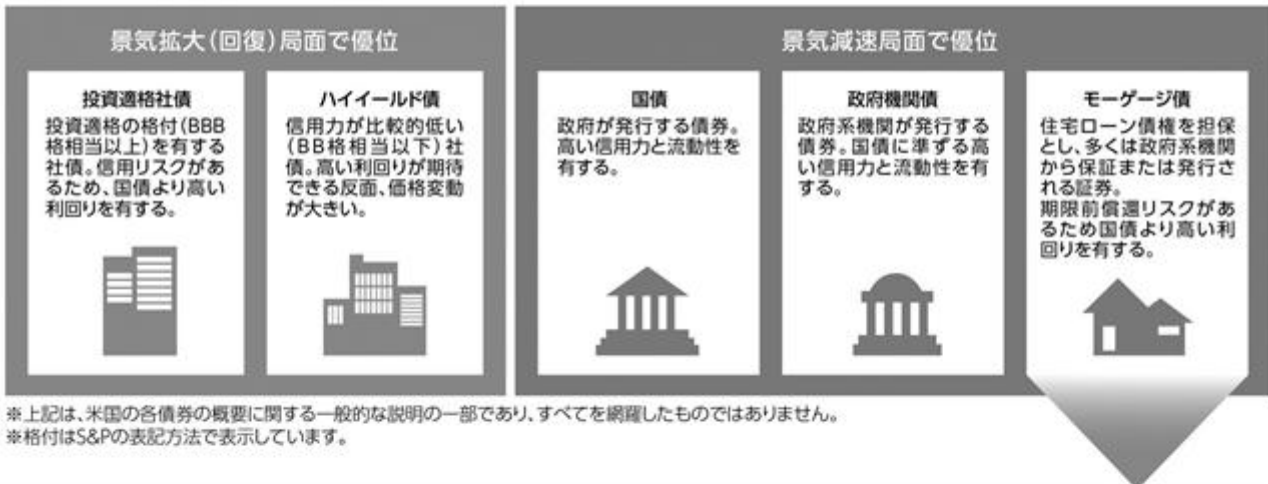 景気拡大(回復)局面で優位
投資適格社債
投資適格の格付(BBB
格相当以上)を有する
社債。信用リスクがあ
るため、国債より高い
利回りを有する。
ハイイールド債
信用力が比較的低い
(BB格相当以下)社
債。高い利回りが期待
できる反面、価格変動
が大きい。
景気減速局面で優位
国債
政府が発行する債券。
高い信用力と流動性を
有する。
政府機関債
政府系機関が発行する
債券。国債に準ずる高
い信用力と流動性を有
する。
モーゲージ債
住宅ローン債権を担保
とし、多くは政府系機関
から保証または発行さ
れる証券。
期限前償還リスクがあ
るため国債より高い利
回りを有する。
※上記は、米国の各債券の概要に関する一般的な説明の一部であり、すべてを網羅したものではありません。
※格付はS&Pの表記方法で表示しています。